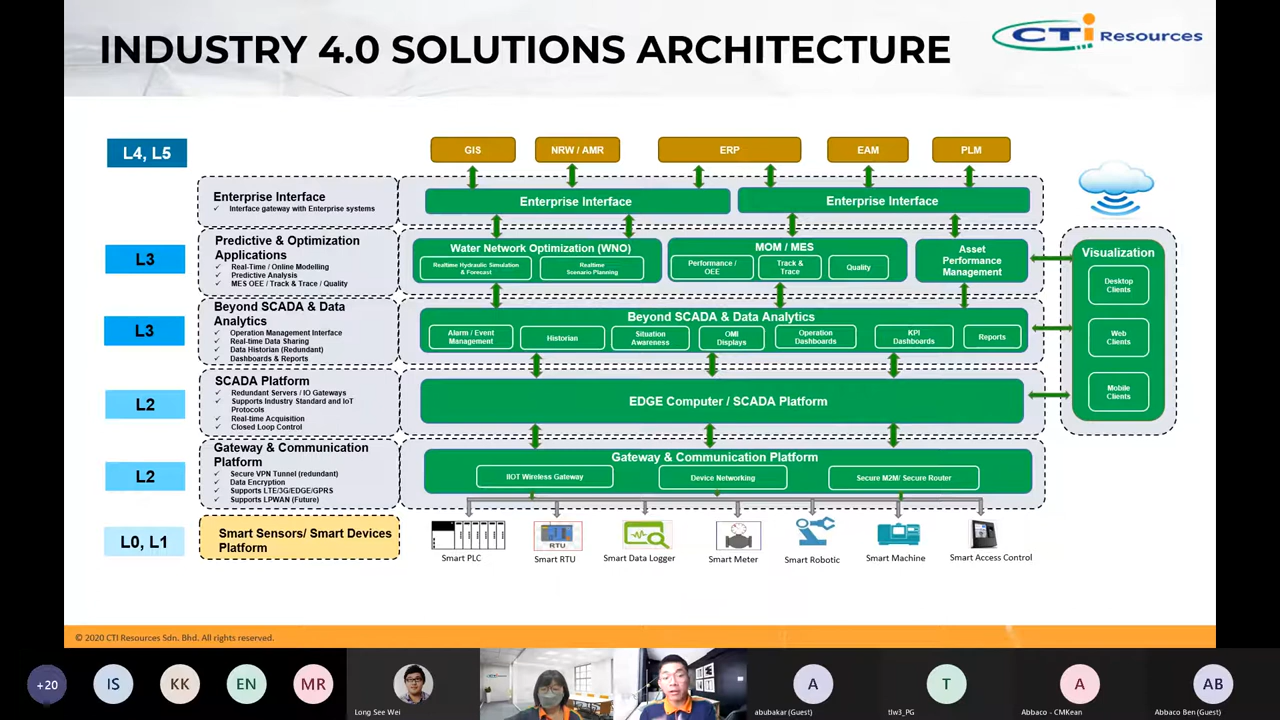 INDUSTRY 4.0 SOLUTIONS ARCHITECTURE
CTi Resources
L4, L5
GIS
NRW / AMR
ERP
EAM
PLM
Enterprise Interface
✓ Interface gateway with Enterprise systems
Enterprise Interface
Enterprise Interface
L3
Predictive & Optimization
Applications
✓ Real-Time / Online Modelling
✓ Predictive Analysis
✓ MES OEE / Track & Trace / Quality
Water Network Optimization (WNO)
Realtime Hydraulic Simulation
& Forecast
Realtime
Scenario Planning
MOM / MES
Performance /
OEE
Track &
Trace
Quality
Asset
Performance
Management
Visualization
Desktop
Clients
Web
Clients
Mobile
Clients
L3
Beyond SCADA & Data
Analytics
✓ Operation Management Interface
✓ Real-time Data Sharing
✓ Data Historian (Redundant)
✓ Dashboards & Reports
Beyond SCADA & Data Analytics
Alarm / Event
Management
Historian
Situation
Awareness
OMI
Displays
Operation
Dashboards
KPI
Dashboards
Reports
L2
SCADA Platform
✓ Redundant Servers / IO Gateways
✓ Supports Industry Standard and IoT
Protocols
✓ Real-time Acquisition
✓ Closed Loop Control
EDGE Computer / SCADA Platform
L2
Gateway & Communication
Platform
✓ Secure VPN Tunnel (redundant)
✓ Data Encryption
✓ Supports LTE/3G/EDGE/GPRS
✓ Supports LPWAN (Future)
Gateway & Communication Platform
IIOT Wireless Gateway
Device Networking
Secure M2M/ Secure Router
L0, L1
Smart Sensors/ Smart Devices
Platform
RTU
Smart PLC
Smart RTU
Smart Data Logger
Smart Meter
Smart Robotic
Smart Machine
Smart Access Control
© 2020 CTI Resources Sdn. Bhd. All rights reserved.
+20
IS
KK
EN
MR
Long See Wei
A
abubakar (Guest)
T
tlw3_PG
A
Abbaco - CMKean
AB
Abbaco Ben (Guest)